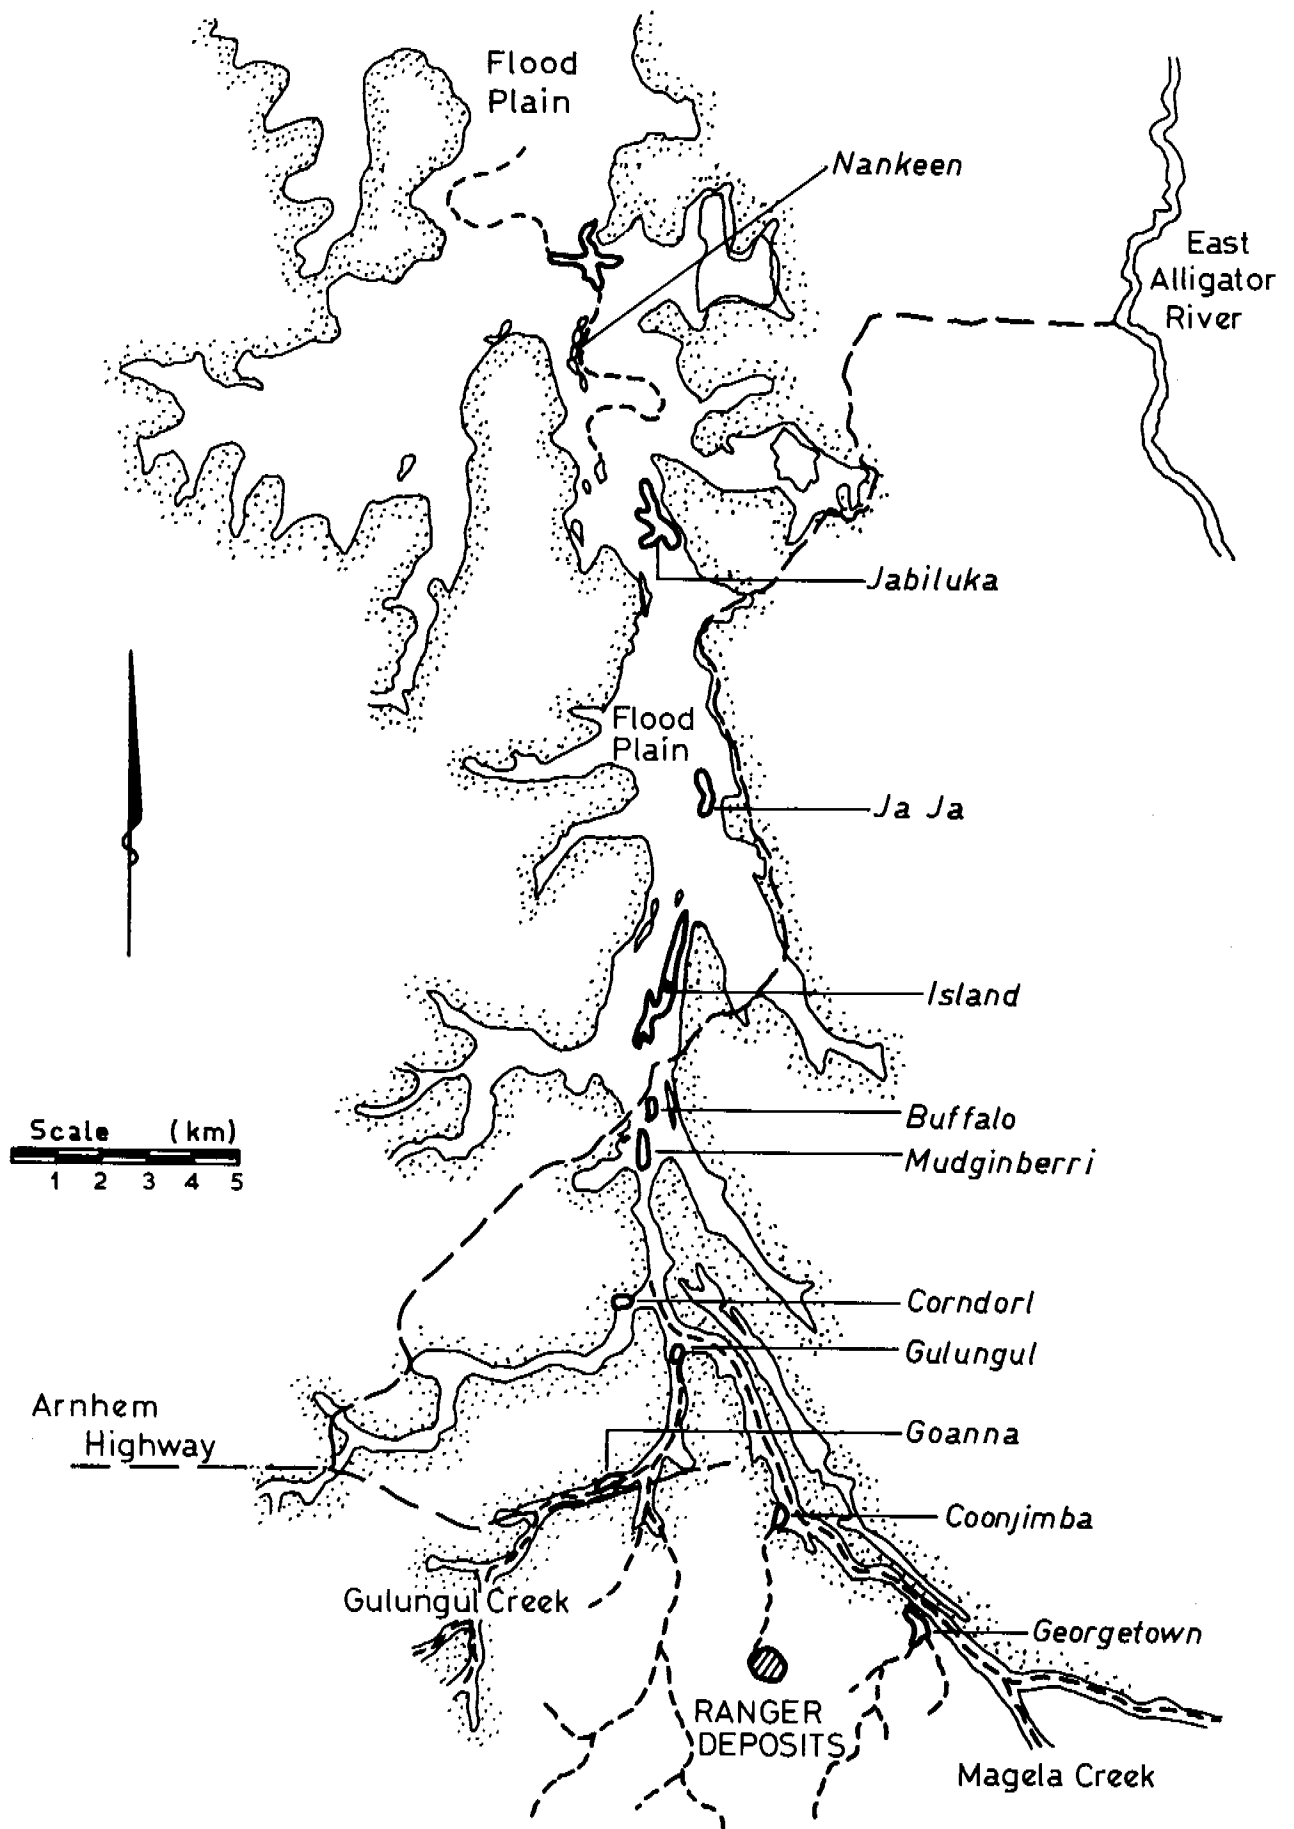 Flood
Plain
Nankeen
East
Alligator
River
Jabiluka
Flood
Plain
Ja Ja
Island
Scale (km)
1 2 3 4 5
Buffalo
Mudginberri
Corndorl
Gulungul
Arnhem
Highway
Goanna
Coonjimba
Gulungul Creek
Georgetown
RANGER
DEPOSITS
Magela Creek